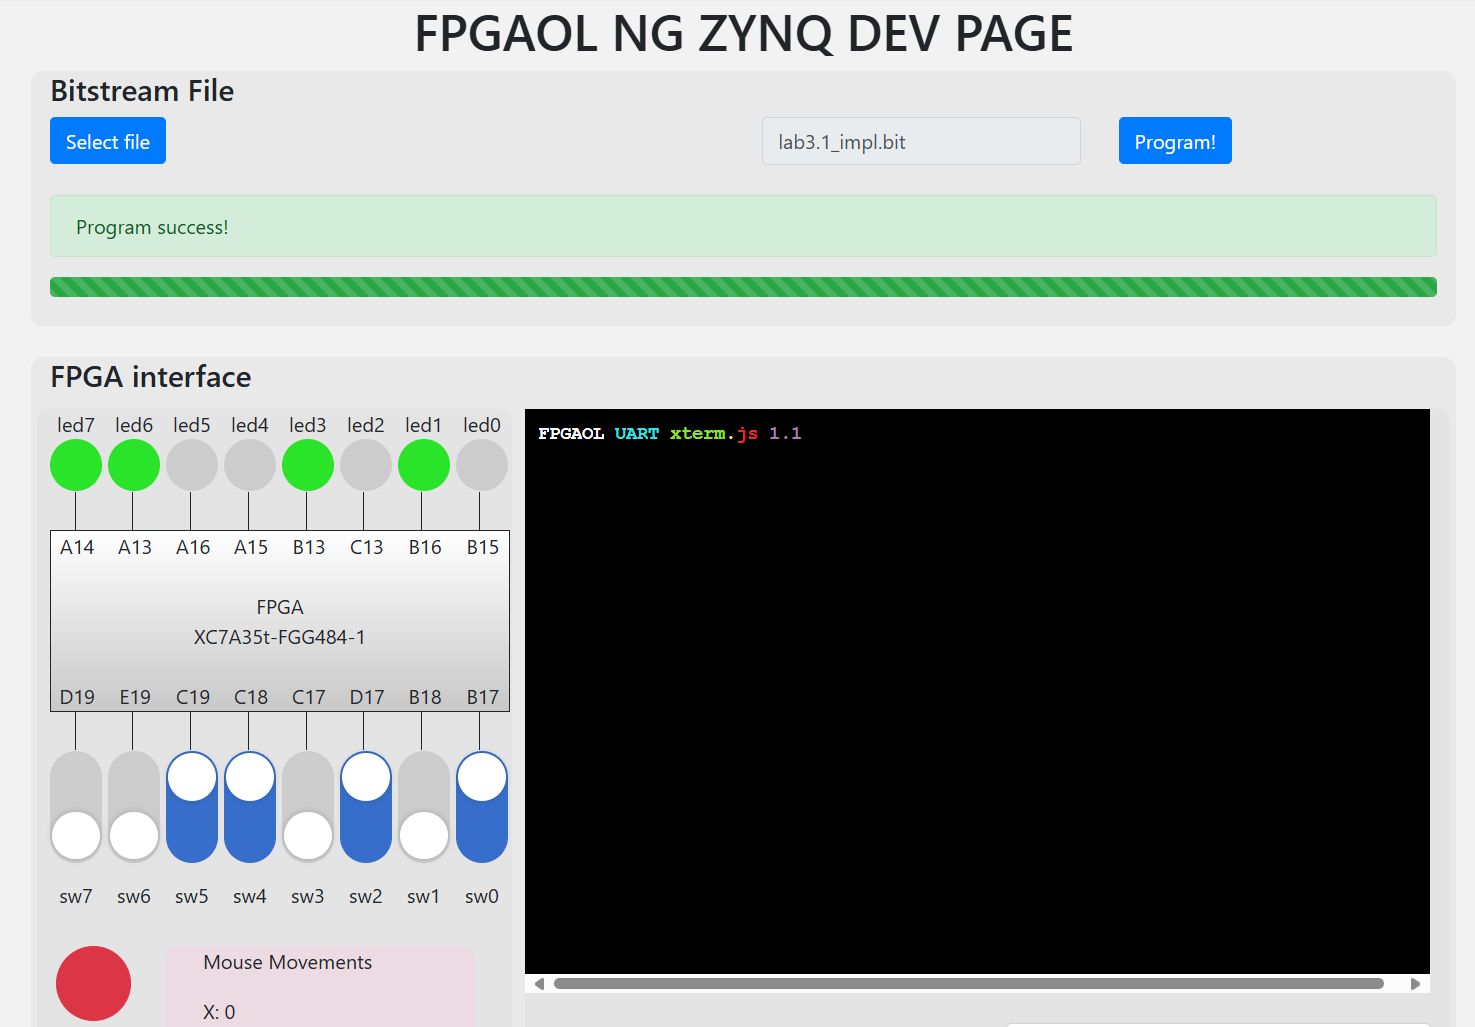 FPGAOL NG ZYNQ DEV PAGE
Bitstream File
Select file
lab3.1_impl.bit
Program!
Program success!
FPGA interface
led7 led6 led5 led4 led3 led2 led1 led0
A14 A13 A16 A15 B13 C13 B16 B15
FPGA
XC7A35t-FGG484-1
D19 E19 C19 C18 C17 D17 B18 B17
sw7 sw6 sw5 sw4 sw3 sw2 sw1 sw0
Mouse Movements
X: 0
FPGAOL UART xterm.js 1.1